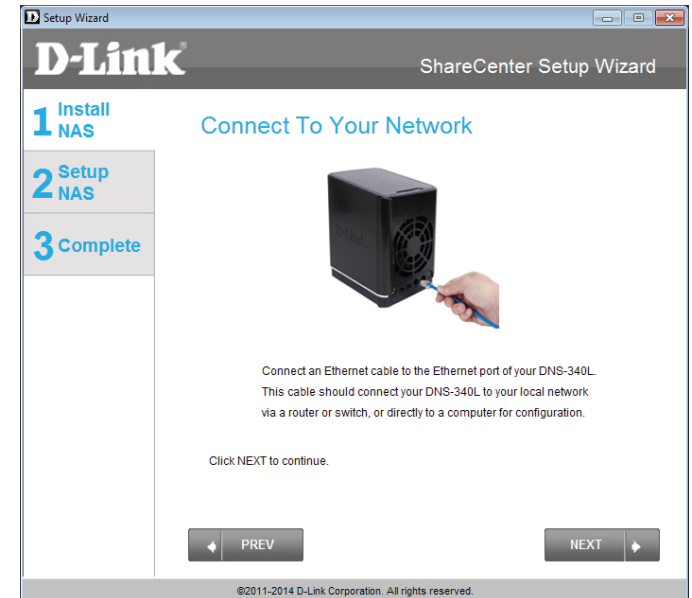 Setup Wizard
D-Link
ShareCenter Setup Wizard
1 Install NAS
2 Setup NAS
3 Complete
Connect To Your Network
D-Link
Connect an Ethernet cable to the Ethernet port of your DNS-340L.
This cable should connect your DNS-340L to your local network
via a router or switch, or directly to a computer for configuration.
Click NEXT to continue.
PREV
NEXT
©2011-2014 D-Link Corporation. All rights reserved.